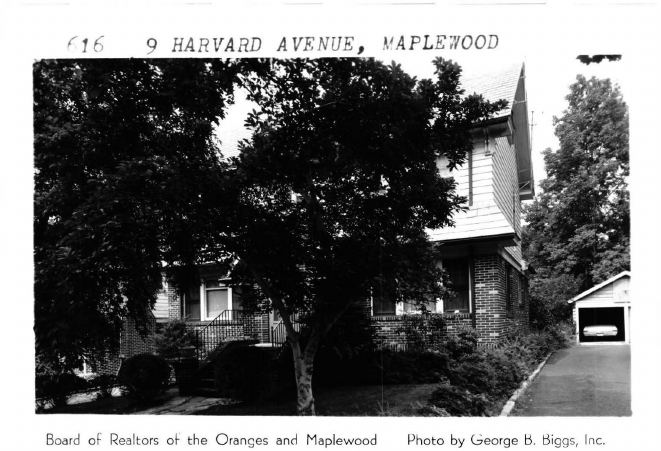 616 9 HARVARD AVENUE, MAPLEWOOD
Board of Realtors of the Oranges and Maplewood Photo by George B. Biggs, Inc.